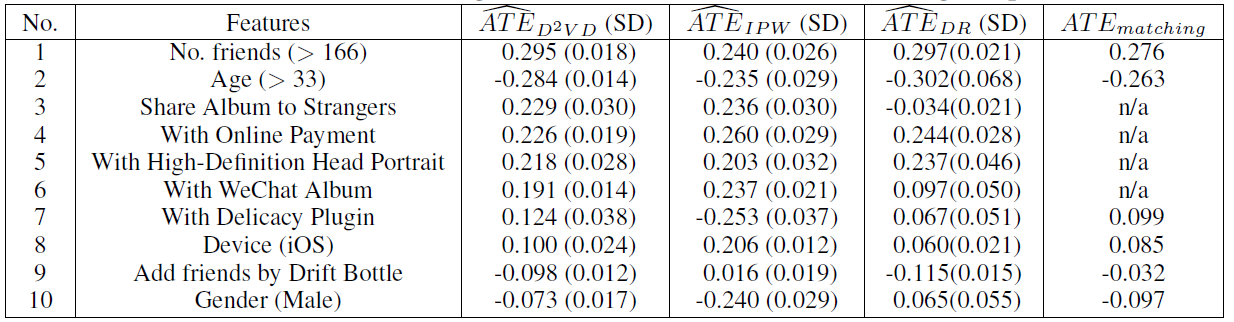 No. Features ATE_D²VD (SD) ATE_IPW (SD) ATE_DR (SD) ATE_matching
1 No. friends (> 166) 0.295 (0.018) 0.240 (0.026) 0.297(0.021) 0.276
2 Age (> 33) -0.284 (0.014) -0.235 (0.029) -0.302(0.068) -0.263
3 Share Album to Strangers 0.229 (0.030) 0.236 (0.030) -0.034(0.021) n/a
4 With Online Payment 0.226 (0.019) 0.260 (0.029) 0.244(0.028) n/a
5 With High-Definition Head Portrait 0.218 (0.028) 0.203 (0.032) 0.237(0.046) n/a
6 With WeChat Album 0.191 (0.014) 0.237 (0.021) 0.097(0.050) n/a
7 With Delicacy Plugin 0.124 (0.038) -0.253 (0.037) 0.067(0.051) 0.099
8 Device (iOS) 0.100 (0.024) 0.206 (0.012) 0.060(0.021) 0.085
9 Add friends by Drift Bottle -0.098 (0.012) 0.016 (0.019) -0.115(0.015) -0.032
10 Gender (Male) -0.073 (0.017) -0.240 (0.029) 0.065(0.055) -0.097